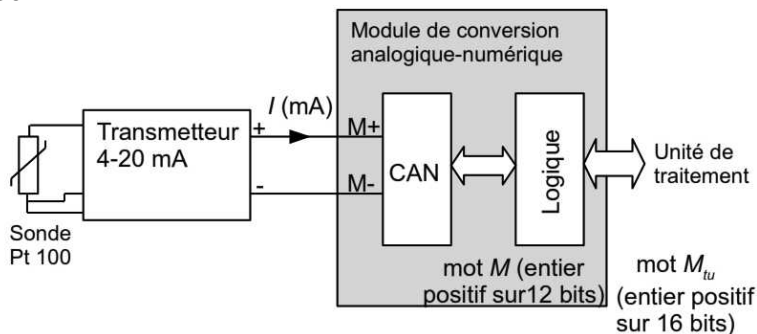 Module de conversion
analogique-numérique
I (mA)
Transmetteur
4-20 mA
+
-
M+
M-
CAN
Logique
Unité de
traitement
Sonde
Pt 100
mot M (entier
positif sur12 bits)
mot Mtu
(entier positif
sur 16 bits)